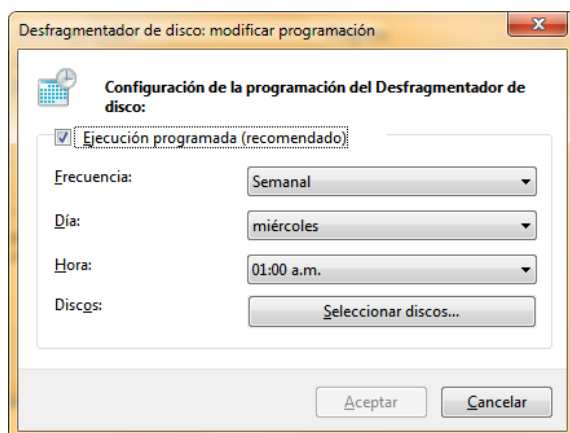 Desfragmentador de disco: modificar programación
Configuración de la programación del Desfragmentador de
disco:
Ejecución programada (recomendado)
Frecuencia:
Semanal
Día:
miércoles
Hora:
01:00 a.m.
Discos:
Seleccionar discos...
Aceptar
Cancelar